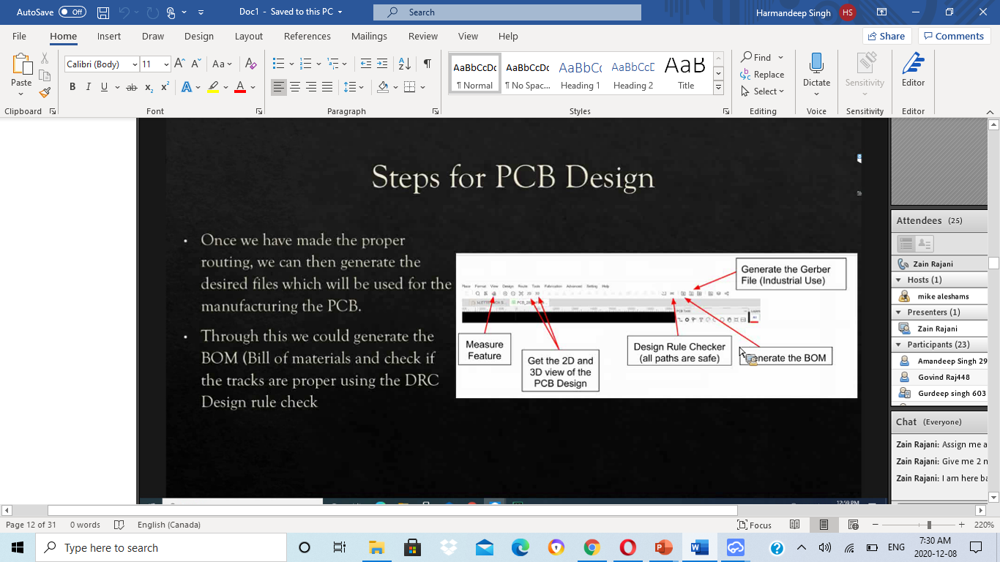 AutoSave Off Doc1 - Saved to this PC Search Harmandeep Singh HS
File Home Insert Draw Design Layout References Mailings Review View Help Share Comments
Paste
Calibri (Body) 11
AaBbCcDc AaBbCcDc AaBbCc AaBbCcD AaB
¶ Normal ¶ No Spac... Heading 1 Heading 2 Title
Find
Replace
Select
Dictate Sensitivity Editor
Clipboard Font Paragraph Styles Editing Voice Sensitivity Editor
Steps for PCB Design
• Once we have made the proper
routing, we can then generate the
desired files which will be used for the
manufacturing the PCB.
• Through this we could generate the
BOM (Bill of materials and check if
the tracks are proper using the DRC
Design rule check
Generate the Gerber
File (Industrial Use)
Place Format View Design Route Tools Fabrication Advanced Setting Help
PCB Tools
Measure
Feature
Get the 2D and
3D view of the
PCB Design
Design Rule Checker
(all paths are safe)
enerate the BOM
Attendees (25)
Zain Rajani
Hosts (1)
mike aleshams
Presenters (1)
Zain Rajani
Participants (23)
Amandeep Singh 29
Govind Raj448
Gurdeep singh 603
Chat (Everyone)
Zain Rajani: Assign me a
Zain Rajani: Give me 2 m
Zain Rajani: I am here ba
12:59 PM
Page 12 of 31 0 words English (Canada) Focus 220%
Type here to search
ENG
7:30 AM
2020-12-08